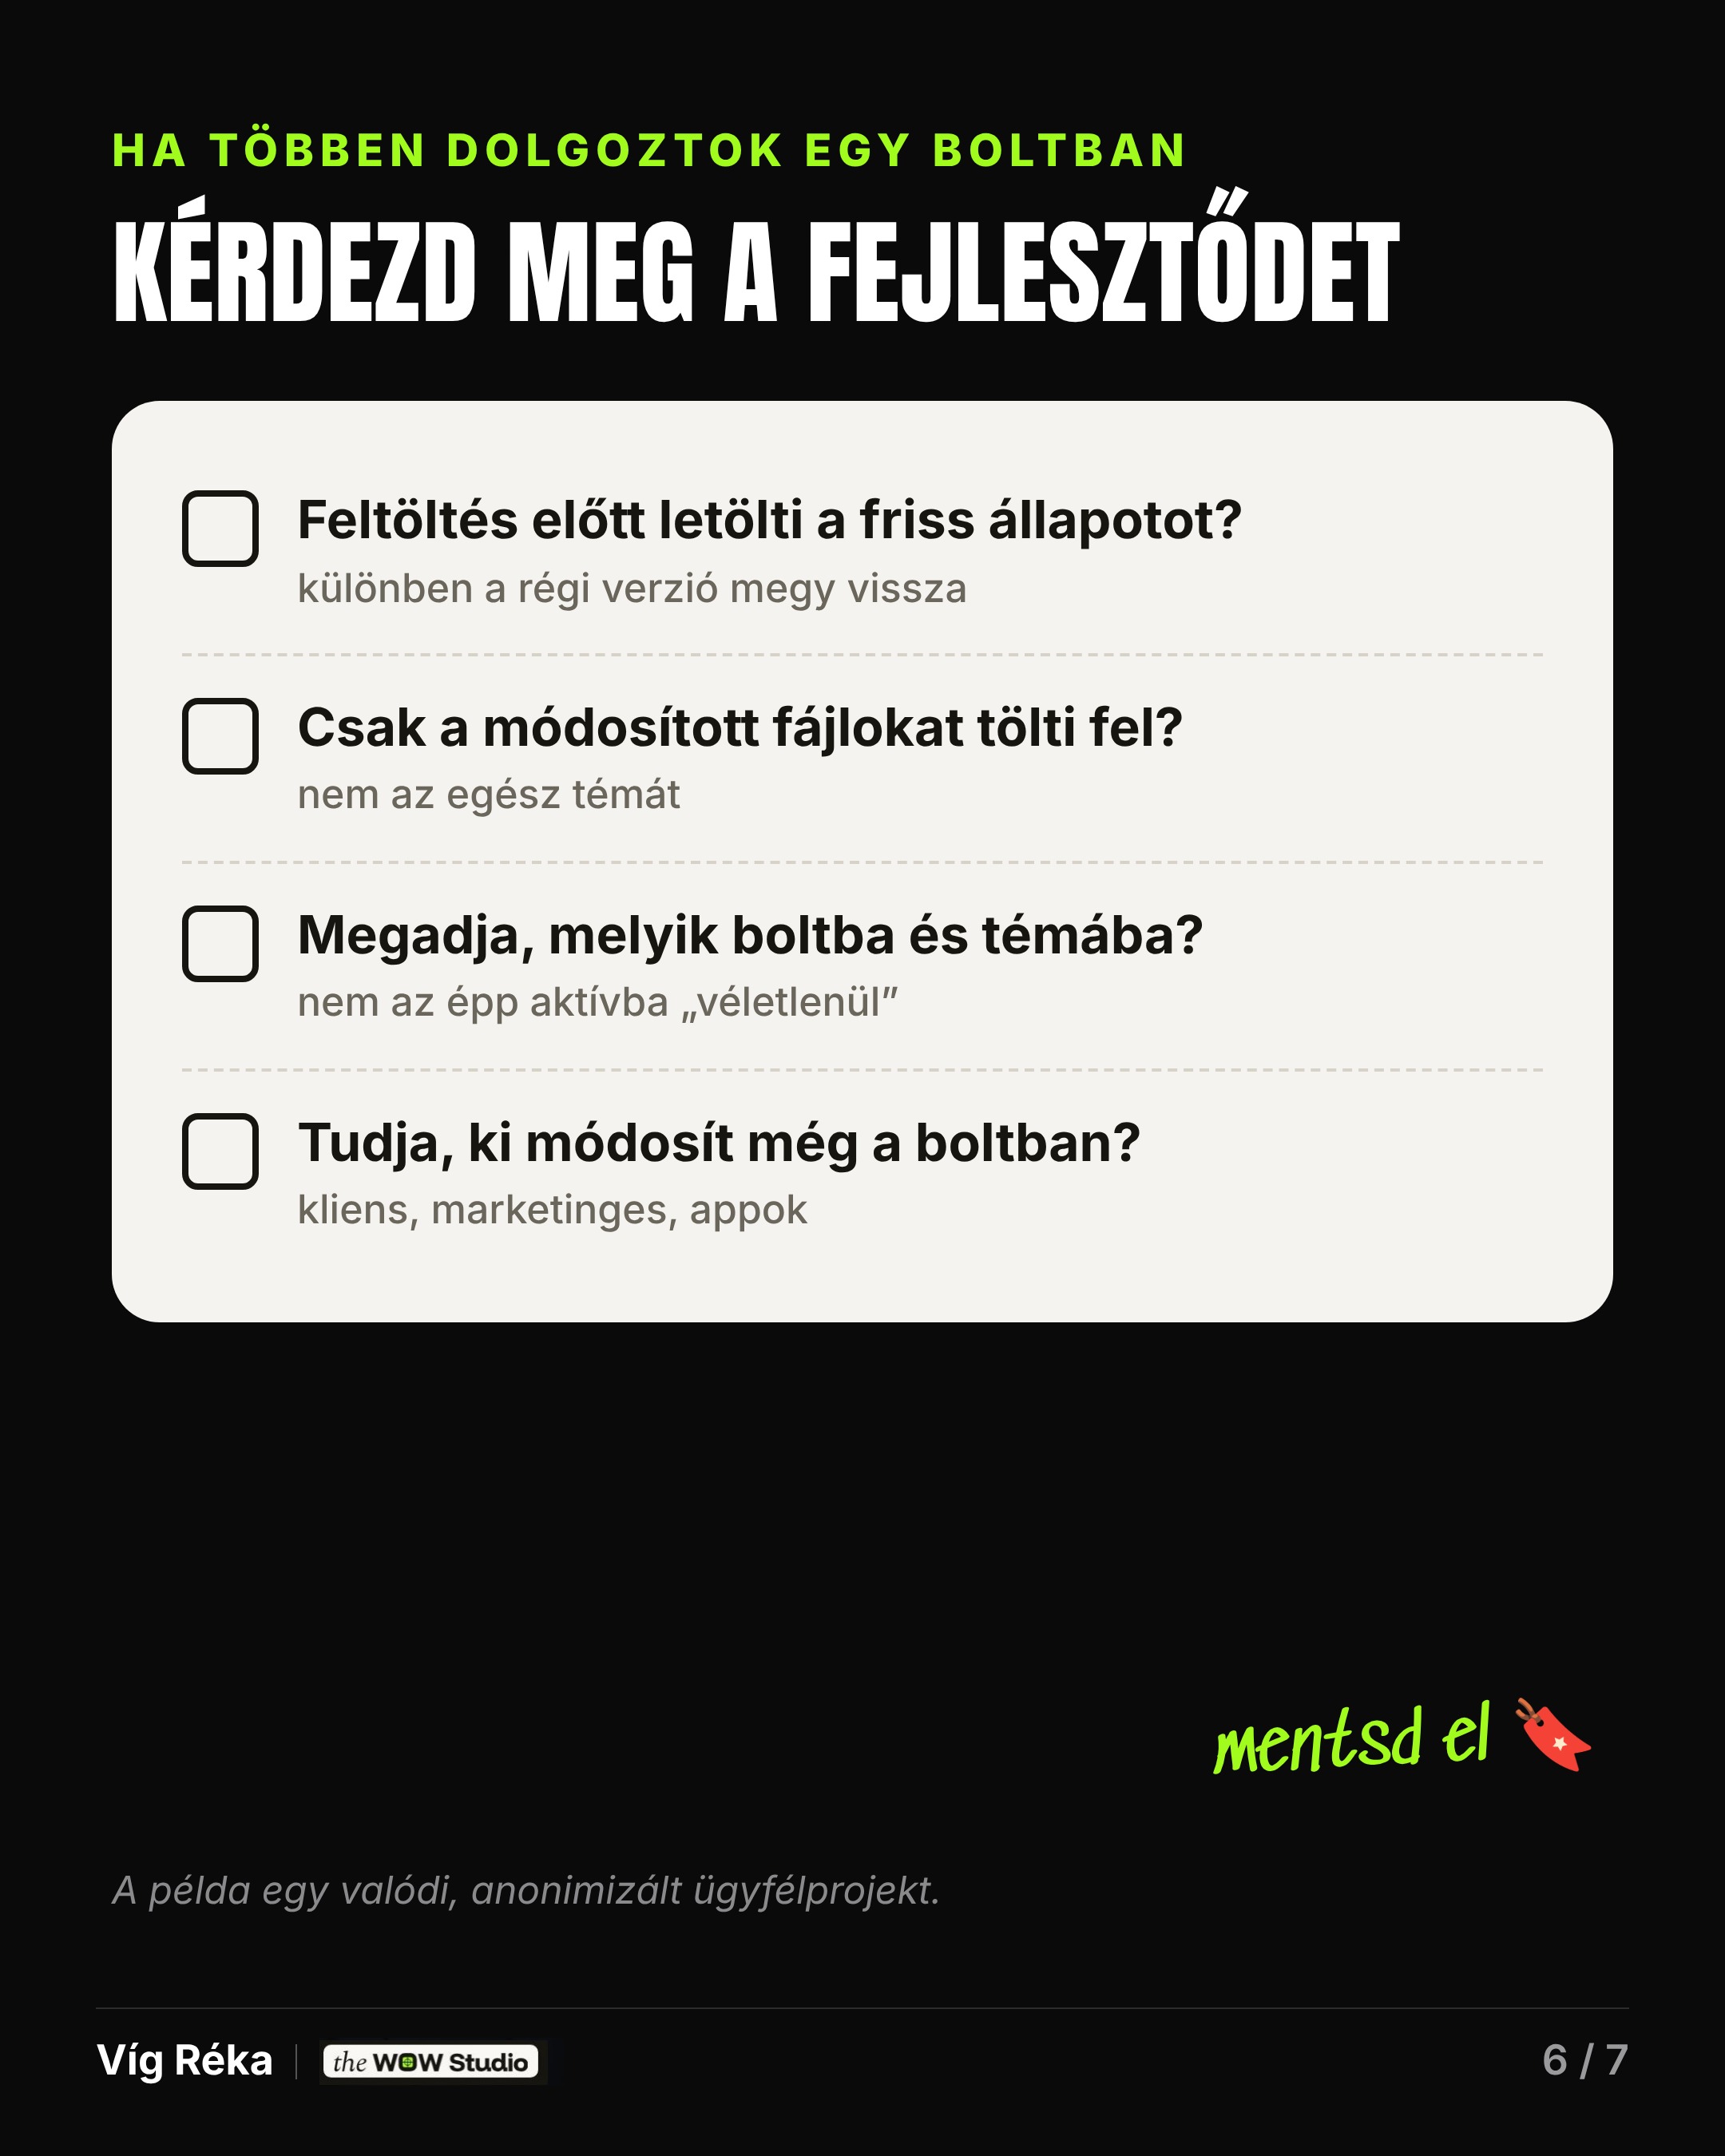 HA TÖBBEN DOLGOZTOK EGY BOLTBAN
KÉRDEZD MEG A FEJLESZTŐDET
Feltöltés előtt letölti a friss állapotot?
különben a régi verzió megy vissza
Csak a módosított fájlokat tölti fel?
nem az egész témát
Megadja, melyik boltba és témába?
nem az épp aktívba „véletlenül”
Tudja, ki módosít még a boltban?
kliens, marketinges, appok
mentsd el
A példa egy valódi, anonimizált ügyfélprojekt.
Víg Réka
the WOW Studio
6 / 7